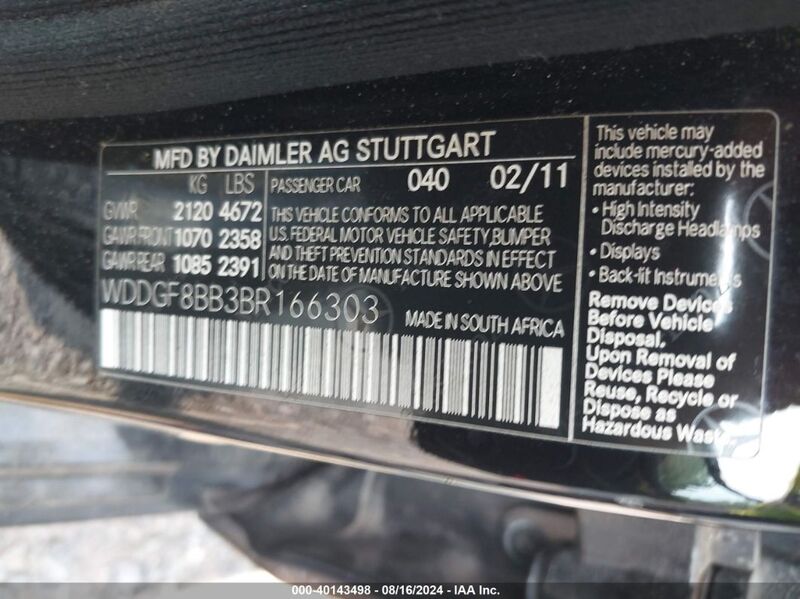 MFD BY DAIMLER AG STUTTGART
KG LBS
GVWR 2120 4672
GAWR FRONT 1070 2358
GAWR REAR 1085 2391
PASSENGER CAR 040 02/11
THIS VEHICLE CONFORMS TO ALL APPLICABLE
U.S. FEDERAL MOTOR VEHICLE SAFETY,BUMPER
AND THEFT PREVENTION STANDARDS IN EFFECT
ON THE DATE OF MANUFACTURE SHOWN ABOVE
WDDGF8BB3BR166303
MADE IN SOUTH AFRICA
This vehicle may
include mercury-added
devices installed by the
manufacturer:
• High Intensity
Discharge Headlamps
• Displays
• Back-lit Instruments
Remove Devices
Before Vehicle
Disposal.
Upon Removal of
Devices Please
Reuse, Recycle or
Dispose as
Hazardous Waste
000-40143498 - 08/16/2024 - IAA Inc.